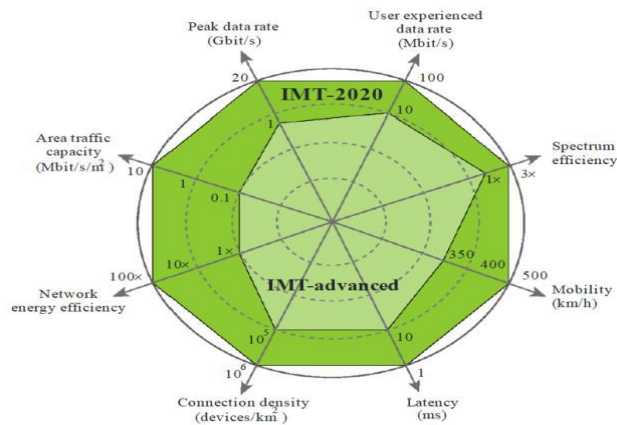 Peak data rate
(Gbit/s)
User experienced
data rate
(Mbit/s)
20
100
IMT-2020
1
10
Area traffic
capacity
(Mbit/s/m²)
Spectrum
efficiency
10
1
0.1
1×
3×
1×
10×
100×
350
400
500
Network
energy efficiency
IMT-advanced
Mobility
(km/h)
10⁵
10
10⁶
1
Connection density
(devices/km²)
Latency
(ms)